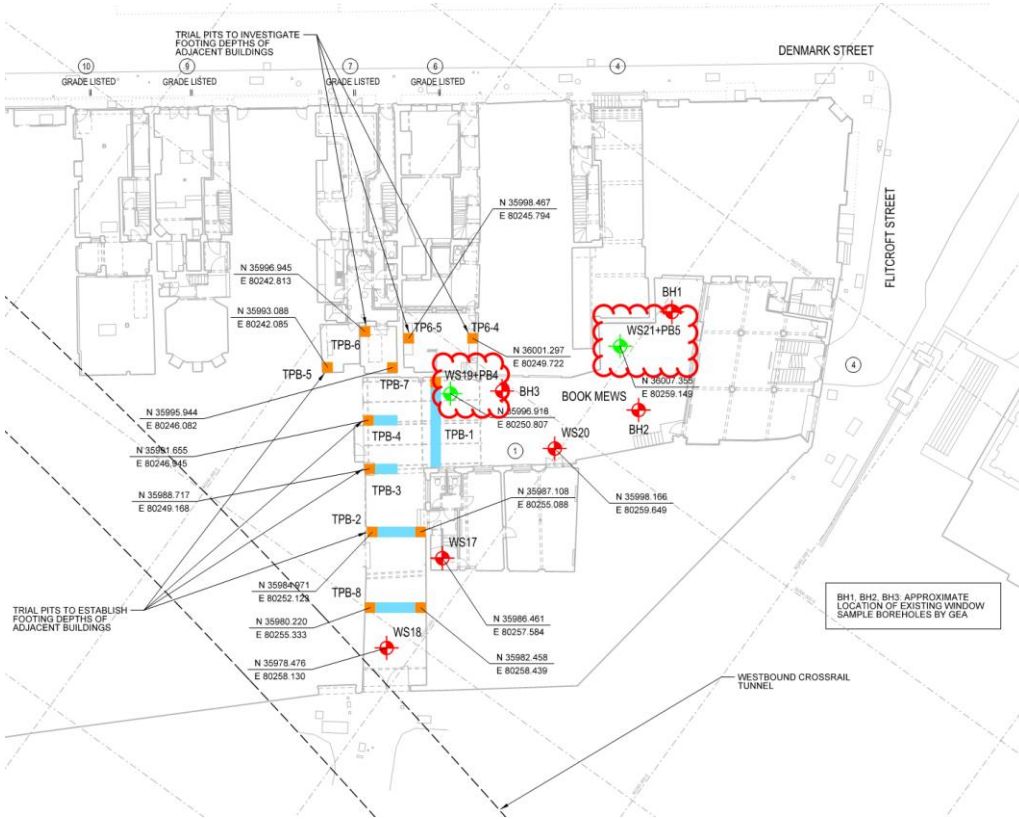 TRIAL PITS TO INVESTIGATE
FOOTING DEPTHS OF
ADJACENT BUILDINGS
DENMARK STREET
10
GRADE LISTED
9
GRADE LISTED
7
GRADE LISTED
6
GRADE LISTED
4
FLITCROFT STREET
N 35998.467
E 80245.794
N 35996.945
E 80242.813
N 35993.088
E 80242.085
BH1
TPB-6
TP6-5
TP6-4
WS21+PB5
N 36001.297
E 80249.722
TPB-5
TPB-7
WS19+PB4
BH3
N 36007.355
E 80259.149
4
BOOK MEWS
N 35995.944
E 80246.082
N 35996.916
E 80250.807
BH2
TPB-4
TPB-1
WS20
1
N 35991.655
E 80246.945
TPB-3
N 35988.717
E 80249.168
N 35987.108
E 80255.088
N 35998.166
E 80259.649
TPB-2
WS17
N 35984.971
E 80252.123
TPB-8
BH1, BH2, BH3: APPROXIMATE
LOCATION OF EXISTING WINDOW
SAMPLE BOREHOLES BY GEA
TRIAL PITS TO ESTABLISH
FOOTING DEPTHS OF
ADJACENT BUILDINGS
N 35980.220
E 80255.333
N 35986.461
E 80257.584
WS18
N 35978.476
E 80258.130
N 35982.458
E 80258.439
WESTBOUND CROSSRAIL
TUNNEL